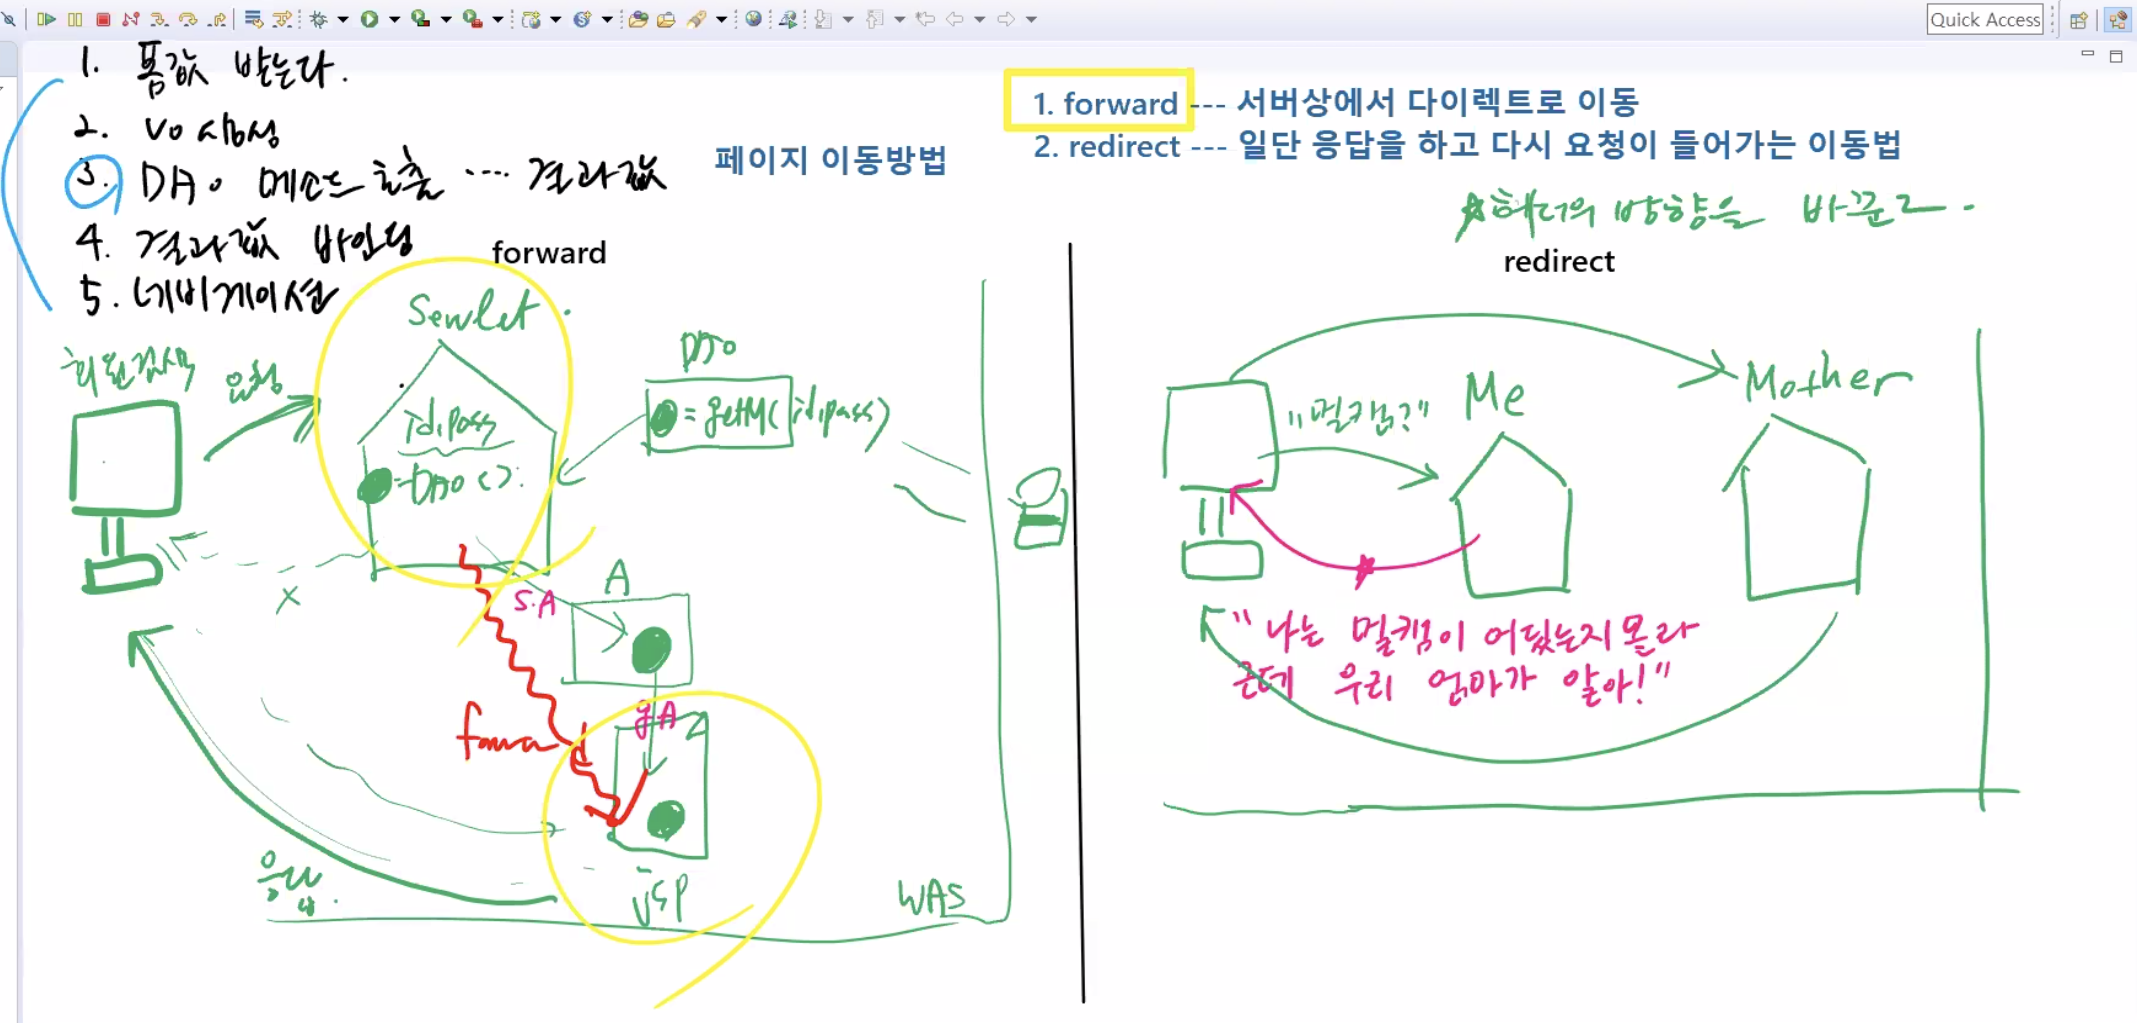 Quick Access
1. 폼값 받는다.
2. VO 생성
3. DAO 메소드 호출 ... 결과값
4. 결과값 바인딩
5. 네비게이션
페이지 이동방법
1. forward --- 서버상에서 다이렉트로 이동
2. redirect --- 일단 응답을 하고 다시 요청이 들어가는 이동법
*헤더의 방향을 바꾼고.
forward
Servlet.
회원검색
요청
id,pass
=DAO( );
DAO
=getM(id,pass)
x
S.A
A
forward
gA
응답.
JSP
WAS
redirect
"멀캠?"
Me
Mother
"나는 멀캠이 어딨는지 몰라
근데 우리 엄마가 알아!"